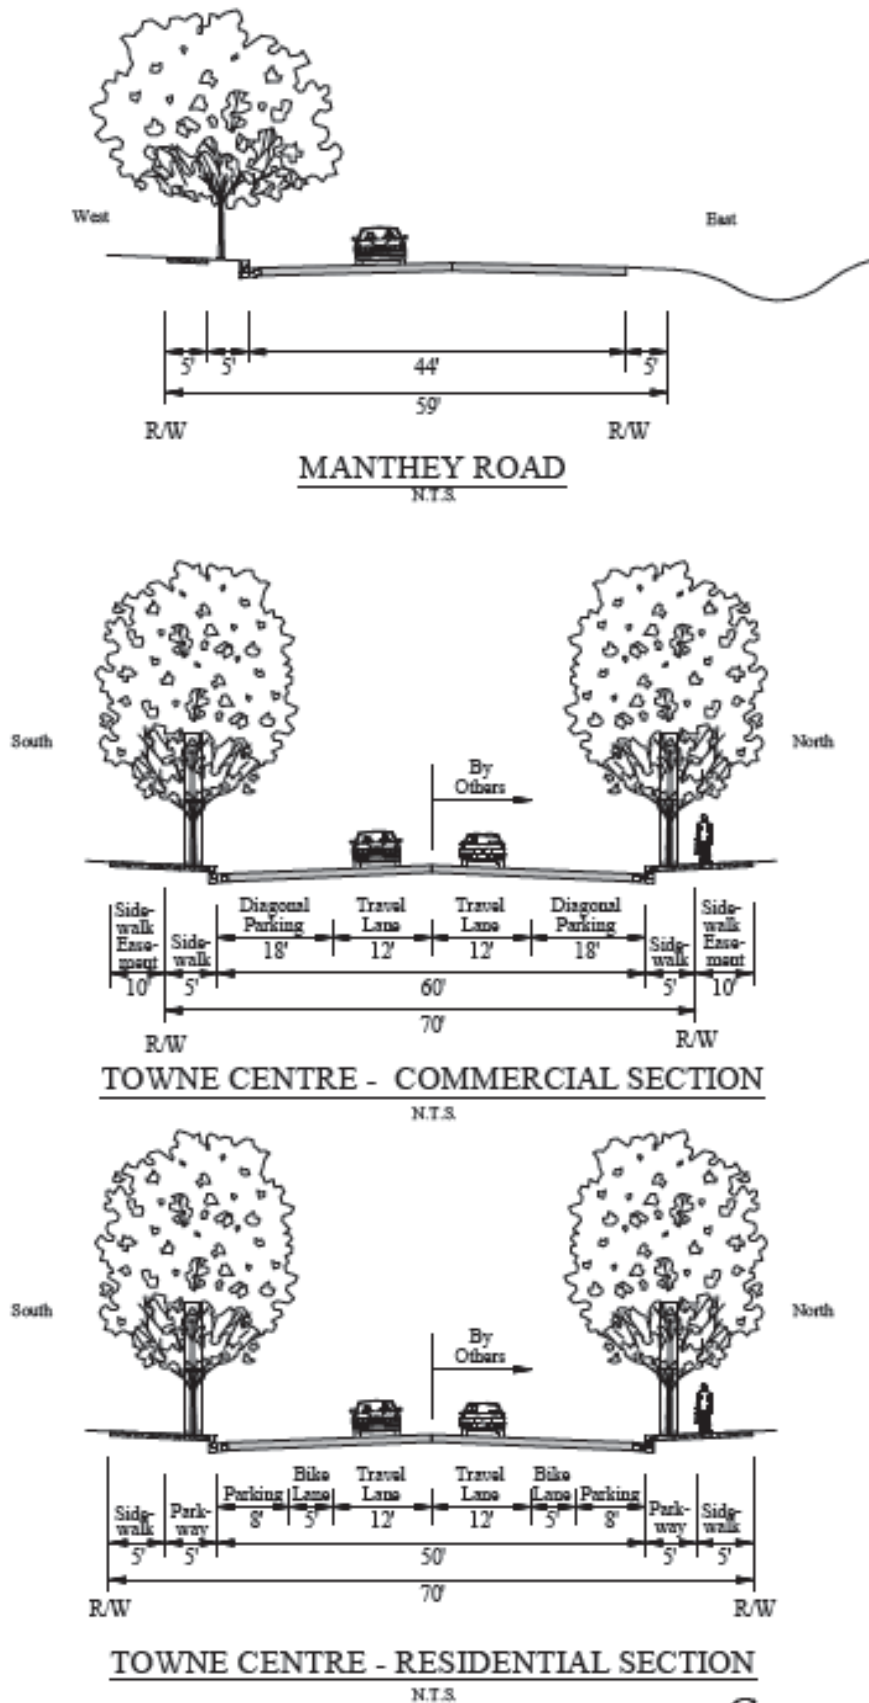 West
East
5' 5' 44' 5'
59'
R/W R/W
MANTHEY ROAD
N.T.S.
South
North
By
Others
Side-
walk
Ease-
ment
10'
Side-
walk
5'
Diagonal
Parking
18'
Travel
Lane
12'
Travel
Lane
12'
Diagonal
Parking
18'
Side-
walk
5'
Side-
walk
Ease-
ment
10'
60'
70'
R/W R/W
TOWNE CENTRE - COMMERCIAL SECTION
N.T.S.
South
North
By
Others
Side-
walk
5'
Park-
way
5'
Parking
8'
Bike
Lane
5'
Travel
Lane
12'
Travel
Lane
12'
Bike
Lane
5'
Parking
8'
Park-
way
5'
Side-
walk
5'
50'
70'
R/W R/W
TOWNE CENTRE - RESIDENTIAL SECTION
N.T.S.